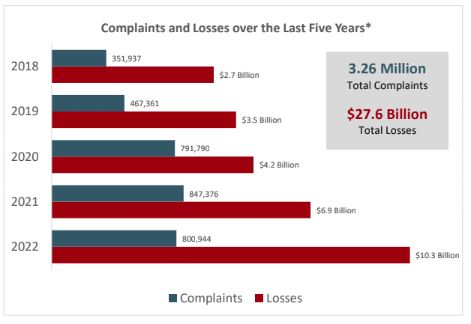 Complaints and Losses over the Last Five Years*
2018
351,937
$2.7 Billion
3.26 Million
Total Complaints
$27.6 Billion
Total Losses
2019
467,361
$3.5 Billion
2020
791,790
$4.2 Billion
2021
847,376
$6.9 Billion
2022
800,944
$10.3 Billion
Complaints Losses